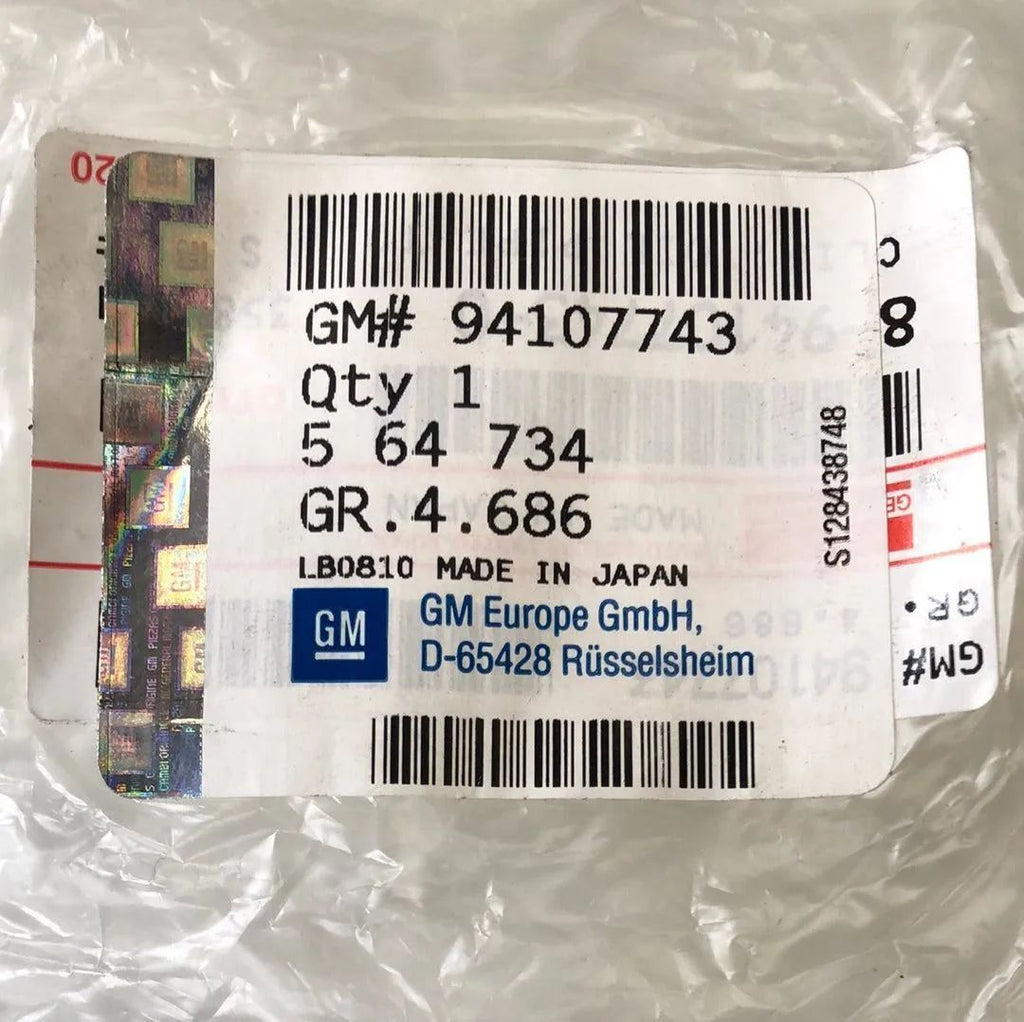 GM# 94107743
Qty 1
5 64 734
GR.4.686
LB0810 MADE IN JAPAN
GM
GM Europe GmbH,
D-65428 Rüsselsheim
S128438748
20
8
GR.
GM#